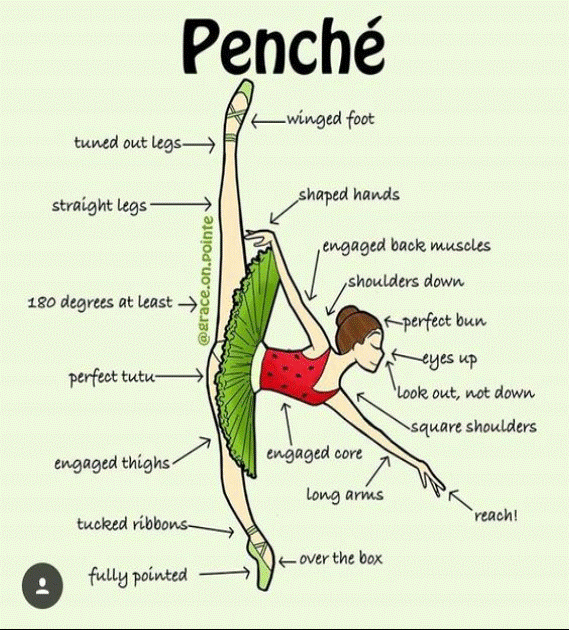 Penché
winged foot
tuned out legs
straight legs
shaped hands
@grace.on.pointe
engaged back muscles
shoulders down
180 degrees at least
perfect bun
eyes up
perfect tutu
look out, not down
square shoulders
engaged core
engaged thighs
long arms
reach!
tucked ribbons
over the box
fully pointed